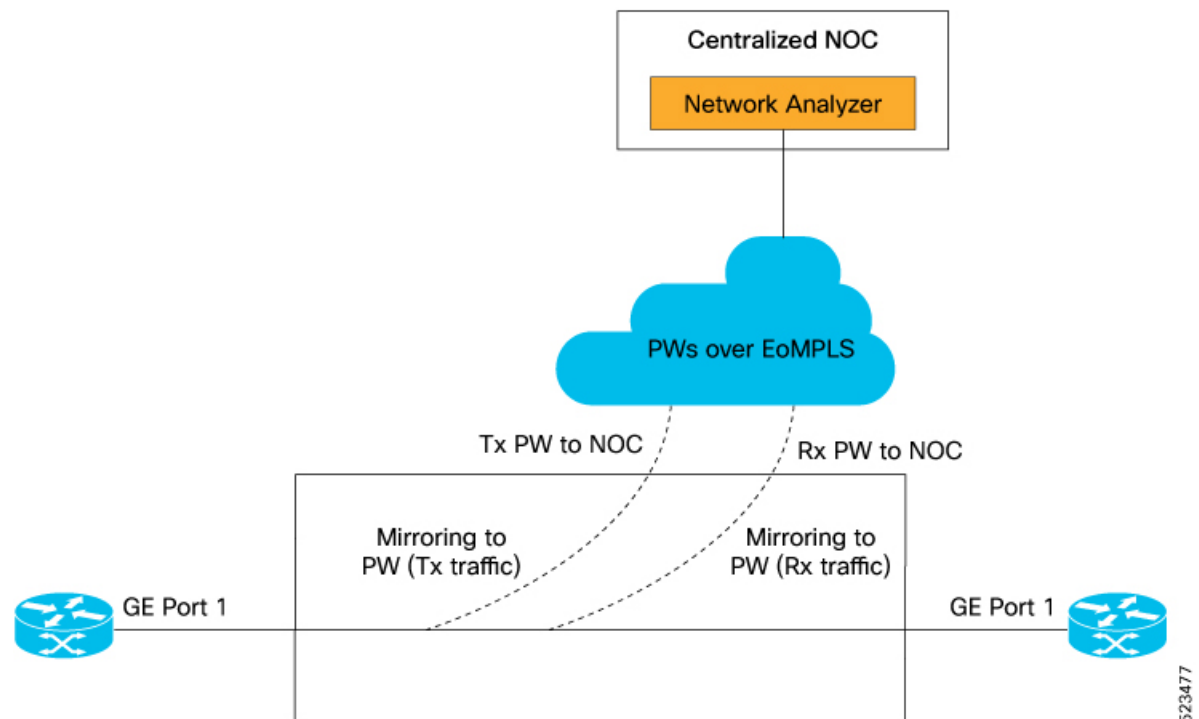 Centralized NOC
Network Analyzer
PWs over EoMPLS
Tx PW to NOC
Rx PW to NOC
Mirroring to
PW (Tx traffic)
Mirroring to
PW (Rx traffic)
GE Port 1
GE Port 1
523477